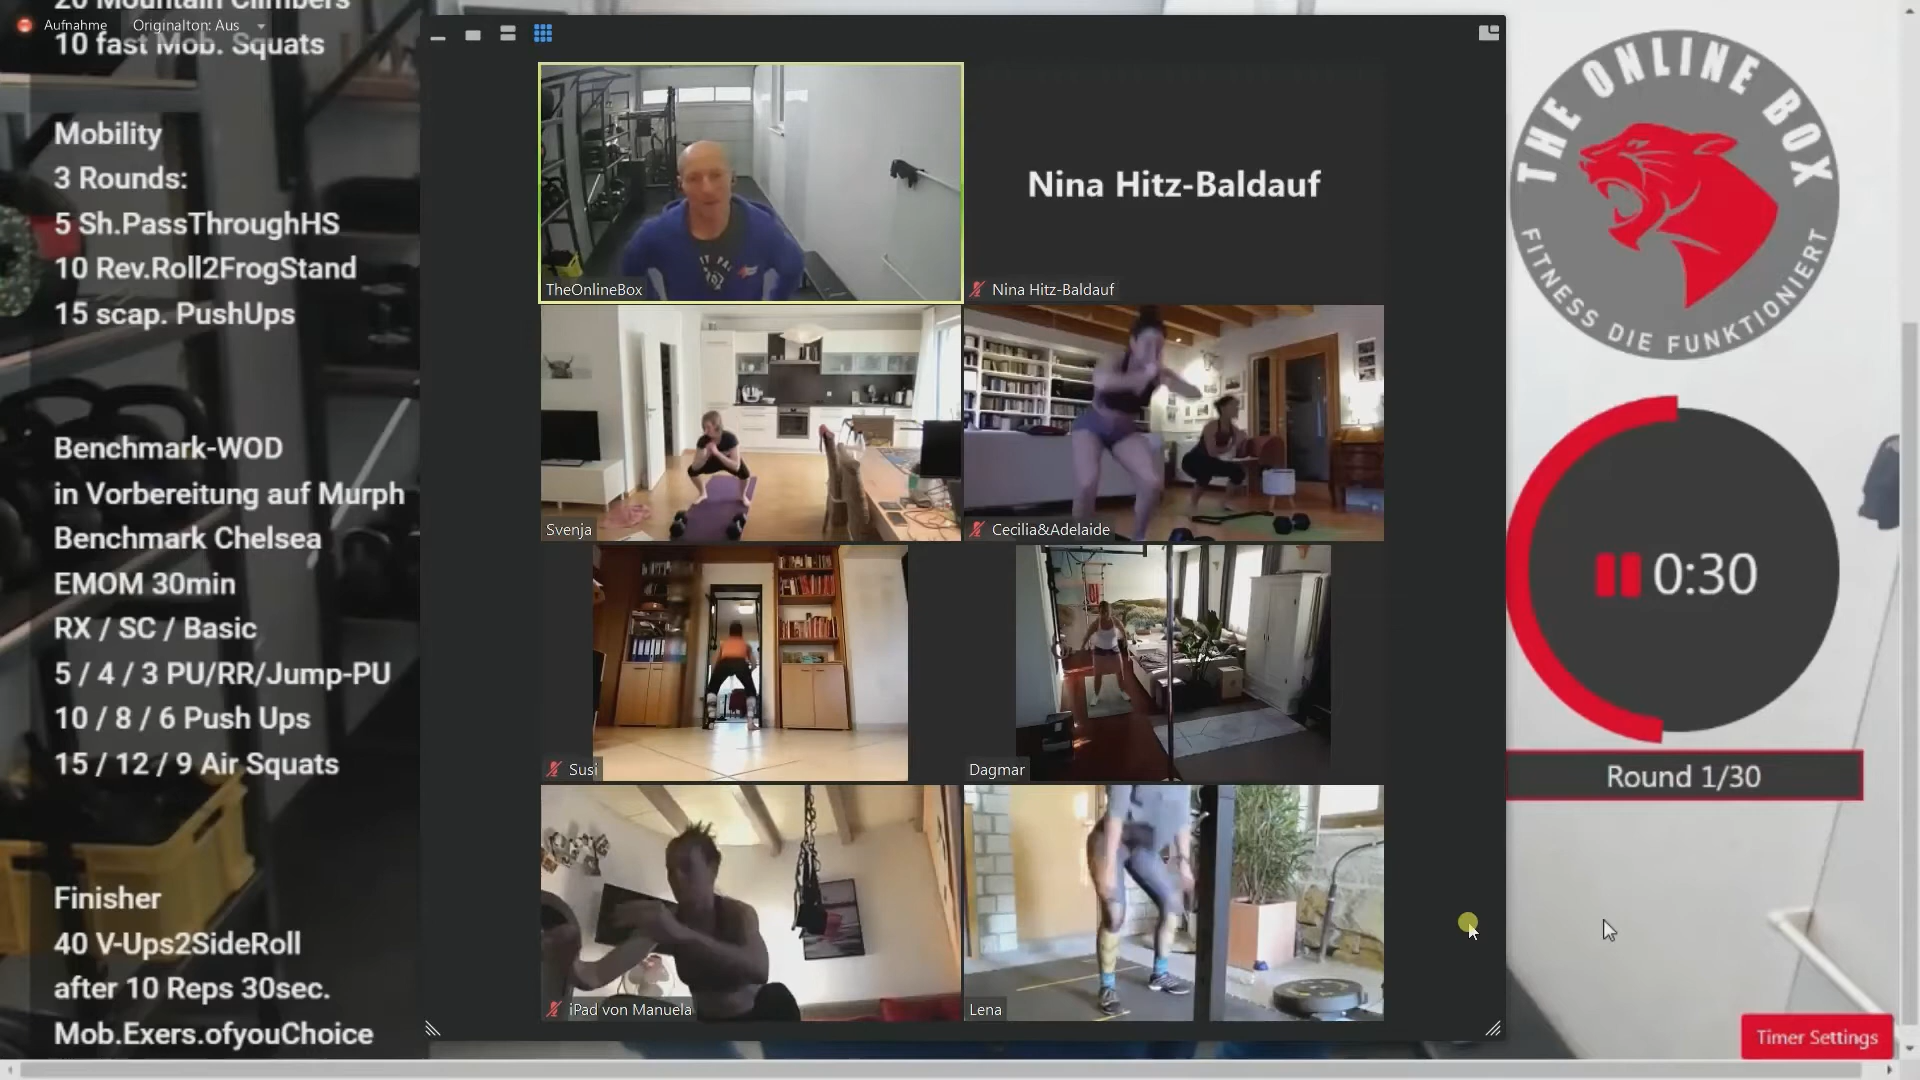 20 Mountain Climbers
Aufnahme
Originalton: Aus
10 fast Mob. Squats
Mobility
3 Rounds:
5 Sh.PassThroughHS
10 Rev.Roll2FrogStand
15 scap. PushUps
Benchmark-WOD
in Vorbereitung auf Murph
Benchmark Chelsea
EMOM 30min
RX / SC / Basic
5 / 4 / 3 PU/RR/Jump-PU
10 / 8 / 6 Push Ups
15 / 12 / 9 Air Squats
Finisher
40 V-Ups2SideRoll
after 10 Reps 30sec.
Mob.Exers.ofyouChoice
TheOnlineBox
Nina Hitz-Baldauf
Nina Hitz-Baldauf
Svenja
Cecilia&Adelaide
Susi
Dagmar
iPad von Manuela
Lena
THE ONLINE BOX
FITNESS DIE FUNKTIONIERT
0:30
Round 1/30
Timer Settings